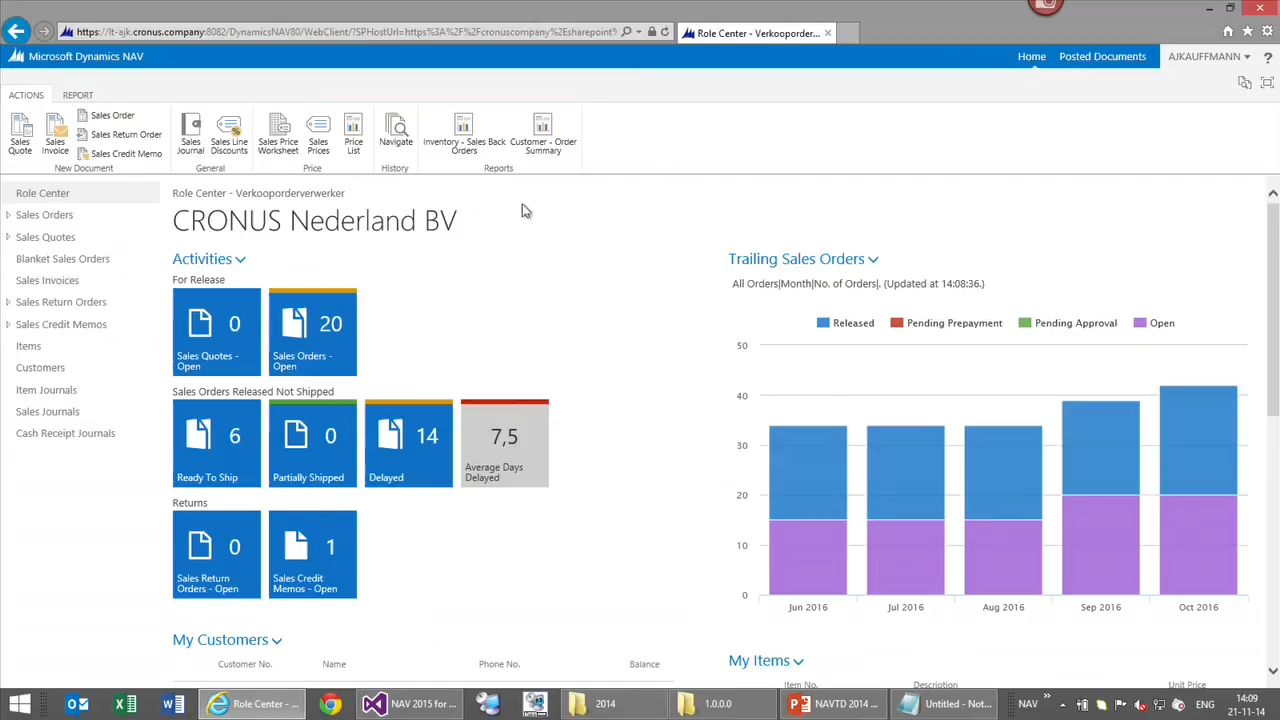 https://lt-ajk.cronus.company:8082/DynamicsNAV80/WebClient/?SPHostUrl=https%3A%2F%2Fcronuscompany%2Esharepoint%
Role Center - Verkooporder...
Microsoft Dynamics NAV
Home
Posted Documents
AJKAUFFMANN
?
ACTIONS
REPORT
Sales Quote
Sales Invoice
Sales Order
Sales Return Order
Sales Credit Memo
Sales Journal
Sales Line Discounts
Sales Price Worksheet
Sales Prices
Price List
Navigate
Inventory - Sales Back Orders
Customer - Order Summary
New Document
General
Price
History
Reports
Role Center
Sales Orders
Sales Quotes
Blanket Sales Orders
Sales Invoices
Sales Return Orders
Sales Credit Memos
Items
Customers
Item Journals
Sales Journals
Cash Receipt Journals
Role Center - Verkooporderverwerker
CRONUS Nederland BV
Activities
For Release
0
Sales Quotes - Open
20
Sales Orders - Open
Sales Orders Released Not Shipped
6
Ready To Ship
0
Partially Shipped
14
Delayed
7,5
Average Days Delayed
Returns
0
Sales Return Orders - Open
1
Sales Credit Memos - Open
My Customers
Customer No.
Name
Phone No.
Balance
Trailing Sales Orders
All Orders|Month|No. of Orders|. (Updated at 14:08:36.)
Released
Pending Prepayment
Pending Approval
Open
50
40
30
20
10
0
Jun 2016
Jul 2016
Aug 2016
Sep 2016
Oct 2016
My Items
Item No.
Description
Unit Price
Role Center - ...
NAV 2015 for ...
2014
1.0.0.0
NAVTD 2014 ...
Untitled - Not...
NAV
ENG
14:09
21-11-14